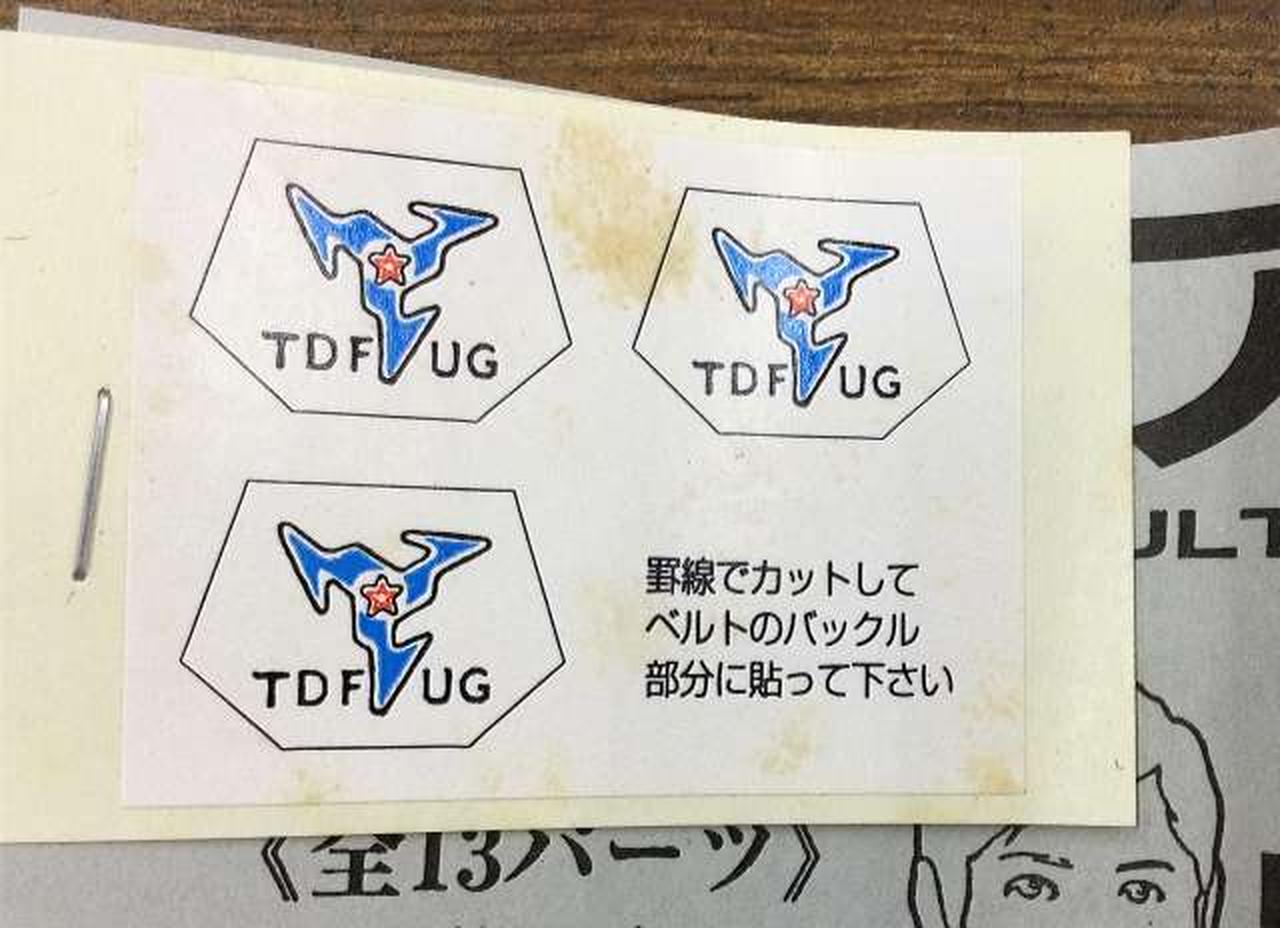 TDF UG
TDF UG
TDF UG
罫線でカットして
ベルトのバックル
部分に貼って下さい
ULT
《全13パーツ》